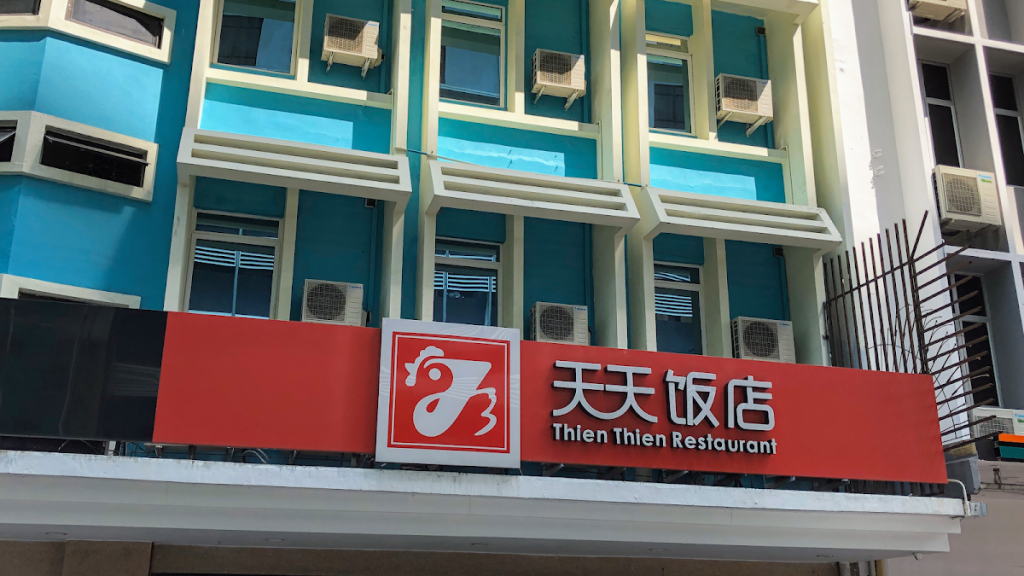 天天饭店
Thien Thien Restaurant